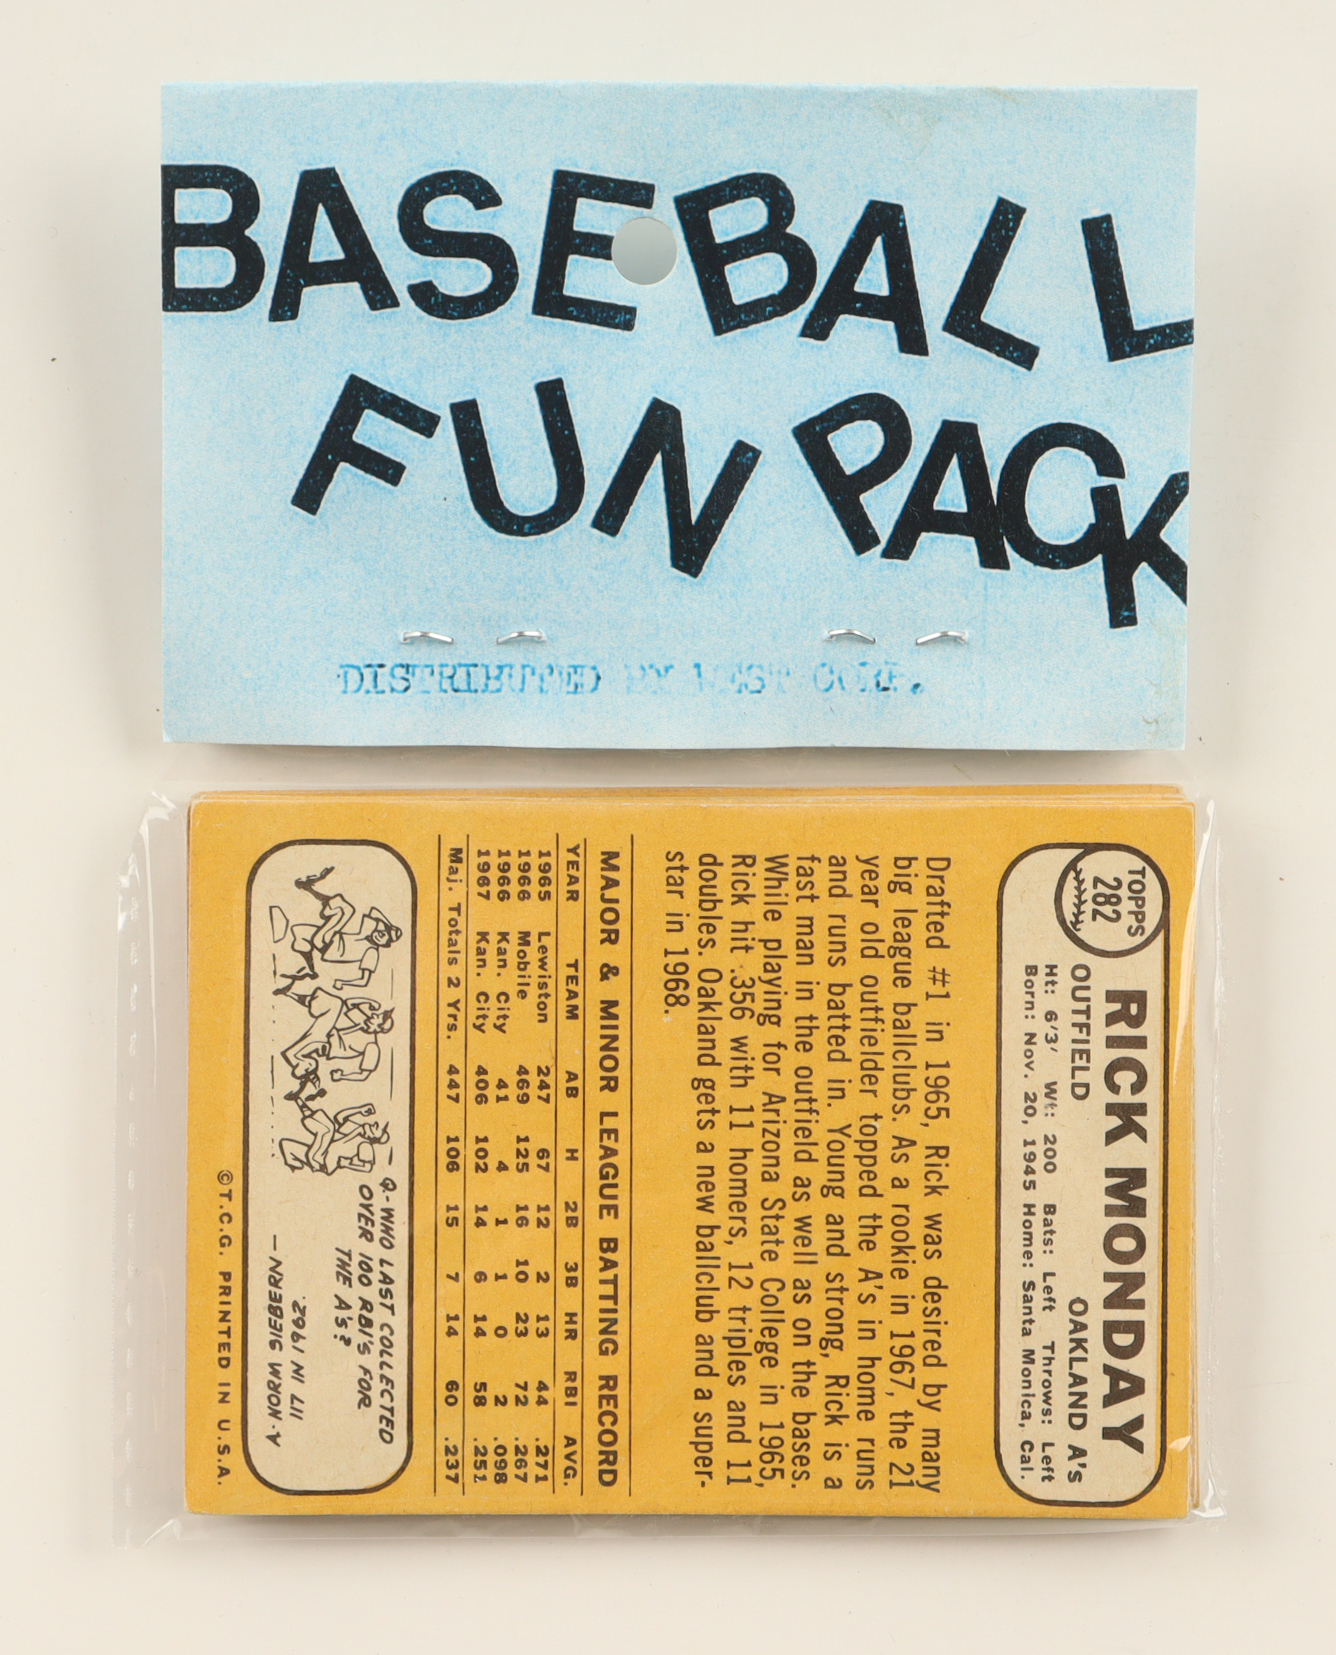 BASEBALL
FUN PACK
DISTRIBUTED BY WEST CORP.
TOPPS
282
RICK MONDAY
OUTFIELD OAKLAND A's
Ht: 6'3' Wt: 200 Bats: Left Throws: Left
Born: Nov. 20, 1945 Home: Santa Monica, Cal.
Drafted #1 in 1965, Rick was desired by many
big league ballclubs. As a rookie in 1967, the 21
year old outfielder topped the A's in home runs
and runs batted in. Young and strong, Rick is a
fast man in the outfield as well as on the bases.
While playing for Arizona State College in 1965,
Rick hit .356 with 11 homers, 12 triples and 11
doubles. Oakland gets a new ballclub and a super-
star in 1968.
MAJOR & MINOR LEAGUE BATTING RECORD
YEAR TEAM AB H 2B 3B HR RBI AVG.
1965 Lewiston 247 67 12 2 13 44 .271
1966 Mobile 469 125 16 10 23 72 .267
1966 Kan. City 41 4 1 1 0 2 .098
1967 Kan. City 406 102 14 6 14 58 .251
Maj. Totals 2 Yrs. 447 106 15 7 14 60 .237
Q-WHO LAST COLLECTED
OVER 100 RBI'S FOR
THE A's?
A-NORM SIEBERN—
117 IN 1962.
©T.C.G. PRINTED IN U.S.A.